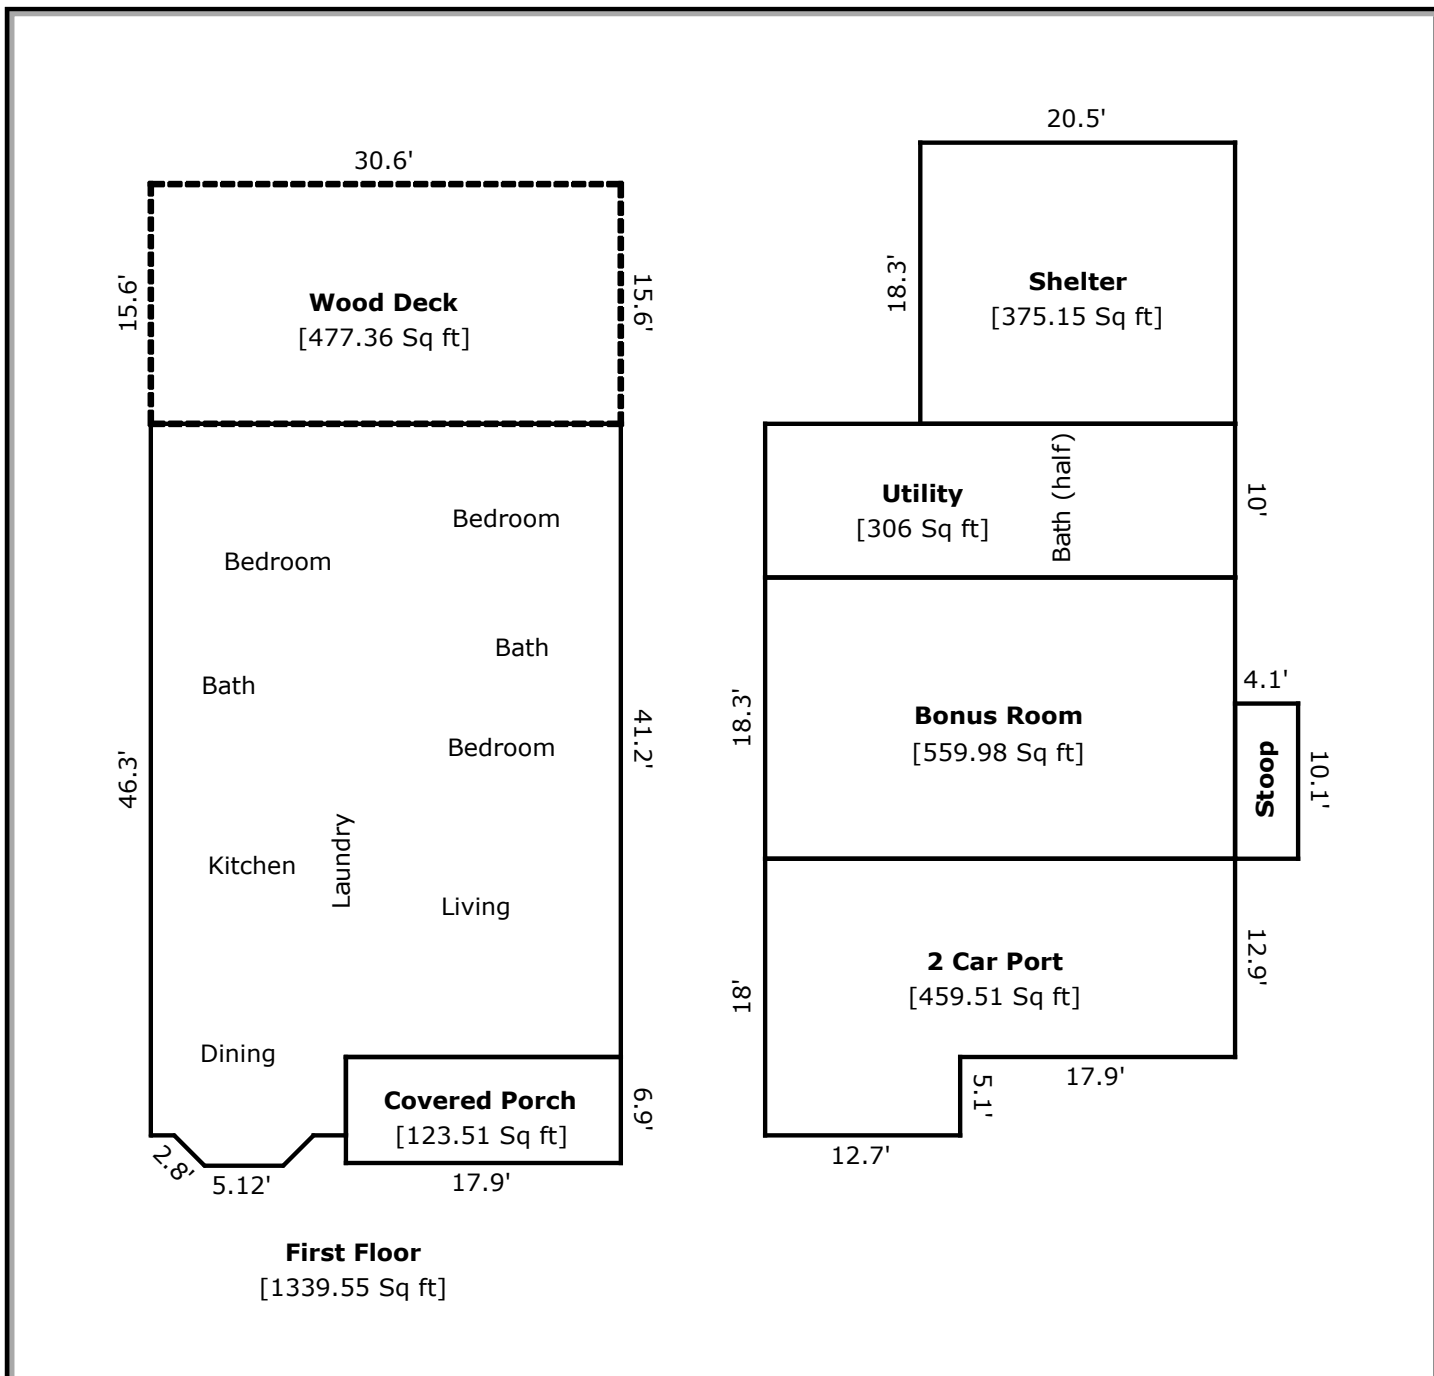 20.5'
30.6'
18.3'
Shelter
[375.15 Sq ft]
15.6'
Wood Deck
[477.36 Sq ft]
15.6'
Utility
[306 Sq ft]
Bath (half)
10'
Bedroom
Bedroom
Bath
Bath
4.1'
18.3'
Bonus Room
[559.98 Sq ft]
Stoop
10.1'
41.2'
Bedroom
46.3'
Kitchen
Laundry
Living
2 Car Port
[459.51 Sq ft]
12.9'
18'
Dining
17.9'
5.1'
Covered Porch
[123.51 Sq ft]
6.9'
12.7'
2.8'
5.12'
17.9'
First Floor
[1339.55 Sq ft]